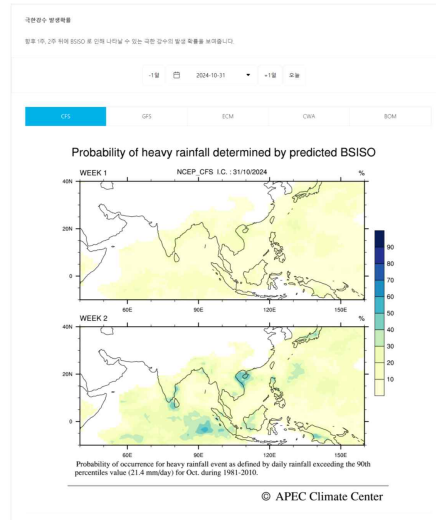 극한강수 발생확률
향후 1주, 2주 뒤에 BSISO 로 인해 나타날 수 있는 극한 강수의 발생 확률을 보여줍니다.
-1일 2024-10-31 +1일 오늘
CFS GFS ECM CWA BOM
Probability of heavy rainfall determined by predicted BSISO
WEEK 1 NCEP_CFS I.C. : 31/10/2024 %
40N
20N
0
60E 90E 120E 150E
90
80
70
60
50
40
30
20
10
WEEK 2 %
40N
20N
0
60E 90E 120E 150E
Probability of occurrence for heavy rainfall event as defined by daily rainfall exceeding the 90th
percentiles value (21.4 mm/day) for Oct. during 1981-2010.
© APEC Climate Center